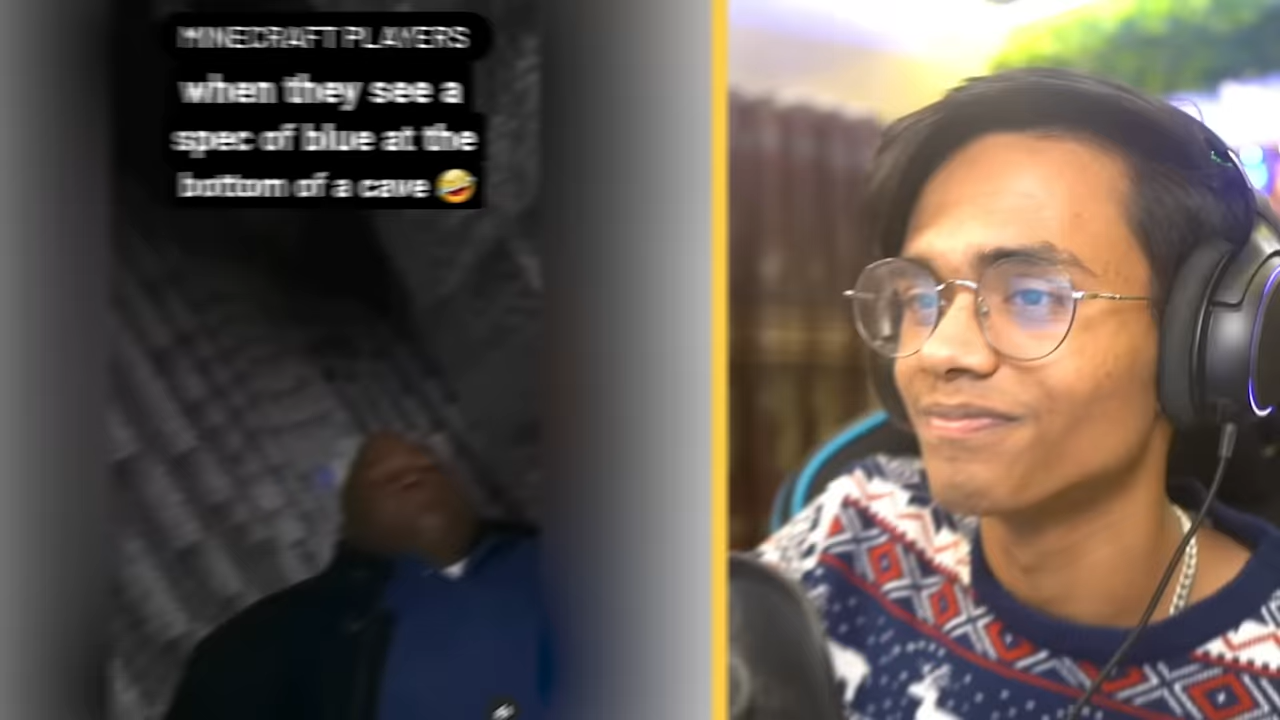 MINECRAFT PLAYERS
when they see a
spec of blue at the
bottom of a cave🤣